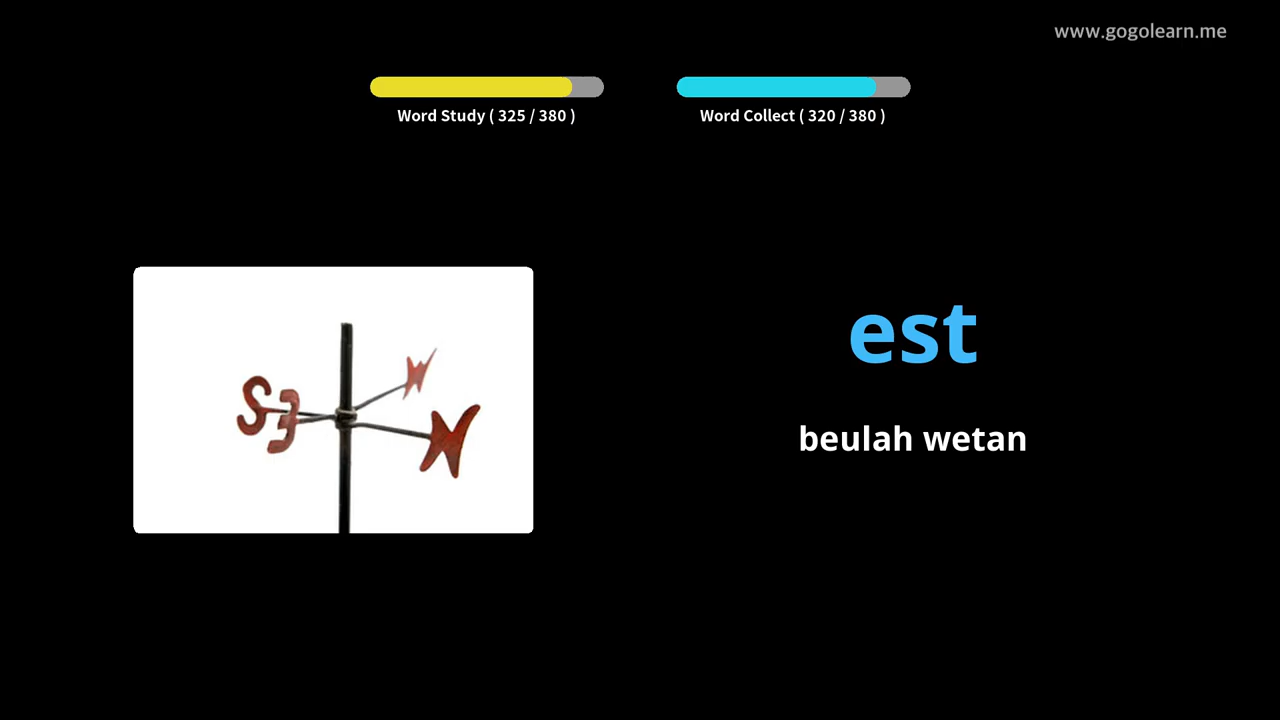 www.gogolearn.me
Word Study ( 325 / 380 )
Word Collect ( 320 / 380 )
est
beulah wetan
S
E
N